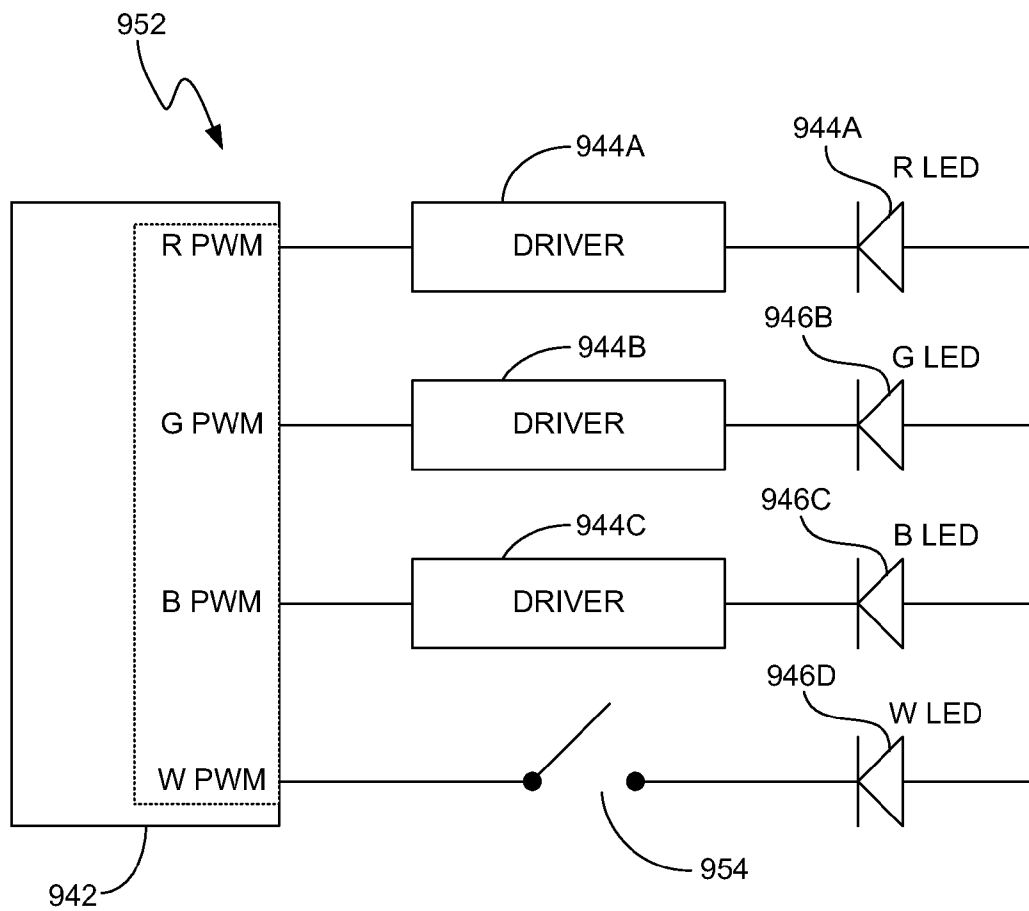 952
944A
944A
R LED
R PWM
DRIVER
944B
946B
G LED
G PWM
DRIVER
944C
946C
B LED
B PWM
DRIVER
946D
W LED
W PWM
954
942